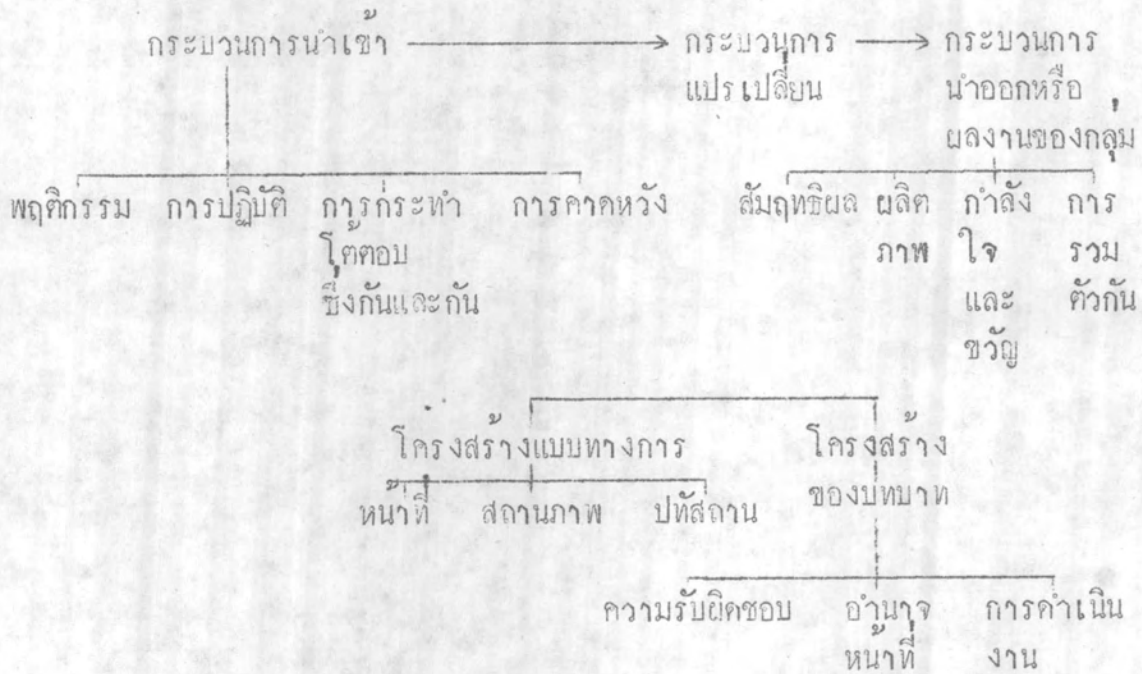 กระบวนการนำเข้า กระบวนการ กระบวนการ
แปรเปลี่ยน นำออกหรือ
ผลงานของกลุ่ม
พฤติกรรม การปฏิบัติ การกระทำ การคาดหวัง สัมฤทธิผล ผลิต กำลัง การ
โต้ตอบ ภาพ ใจ รวม
ซึ่งกันและกัน และ ตัวกัน
ขวัญ
โครงสร้างแบบทางการ โครงสร้าง
หน้าที่ สถานภาพ ปทัสถาน ของบทบาท
ความรับผิดชอบ อำนาจ การดำเนิน
หน้าที่ งาน